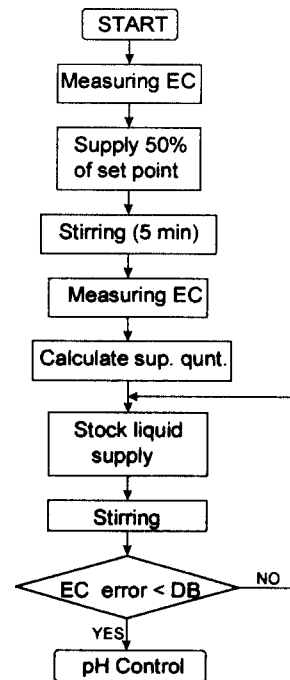 START
Measuring EC
Supply 50%
of set point
Stirring (5 min)
Measuring EC
Calculate sup. qunt.
Stock liquid
supply
Stirring
EC error < DB
NO
YES
pH Control